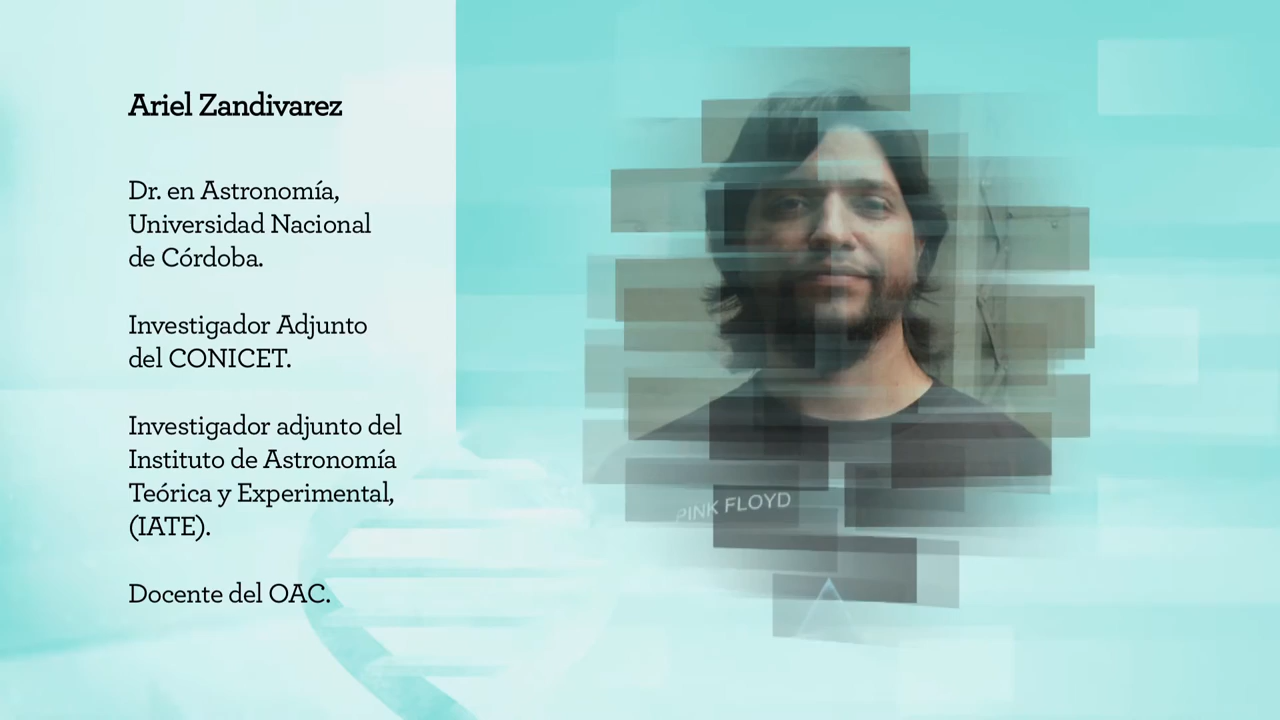 Ariel Zandivarez
Dr. en Astronomía,
Universidad Nacional
de Córdoba.
Investigador Adjunto
del CONICET.
Investigador adjunto del
Instituto de Astronomía
Teórica y Experimental,
(IATE).
Docente del OAC.
PINK FLOYD